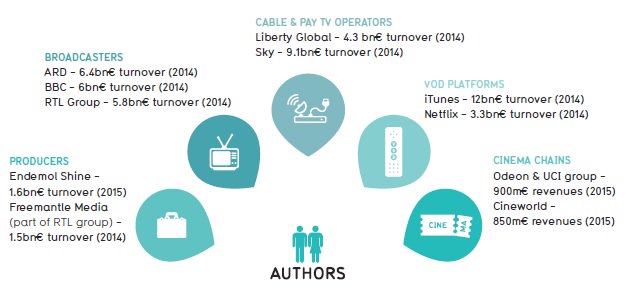 CABLE & PAY TV OPERATORS
Liberty Global – 4.3 bn€ turnover (2014)
Sky – 9.1bn€ turnover (2014)
BROADCASTERS
ARD – 6.4bn€ turnover (2014)
BBC – 6bn€ turnover (2014)
RTL Group – 5.8bn€ turnover (2014)
VOD PLATFORMS
iTunes – 12bn€ turnover (2014)
Netflix – 3.3bn€ turnover (2014)
PRODUCERS
Endemol Shine –
1.6bn€ turnover (2015)
Freemantle Media
(part of RTL group) –
1.5bn€ turnover (2014)
CINEMA CHAINS
Odeon & UCI group –
900m€ revenues (2015)
Cineworld –
850m€ revenues (2015)
CINE
MA
AUTHORS